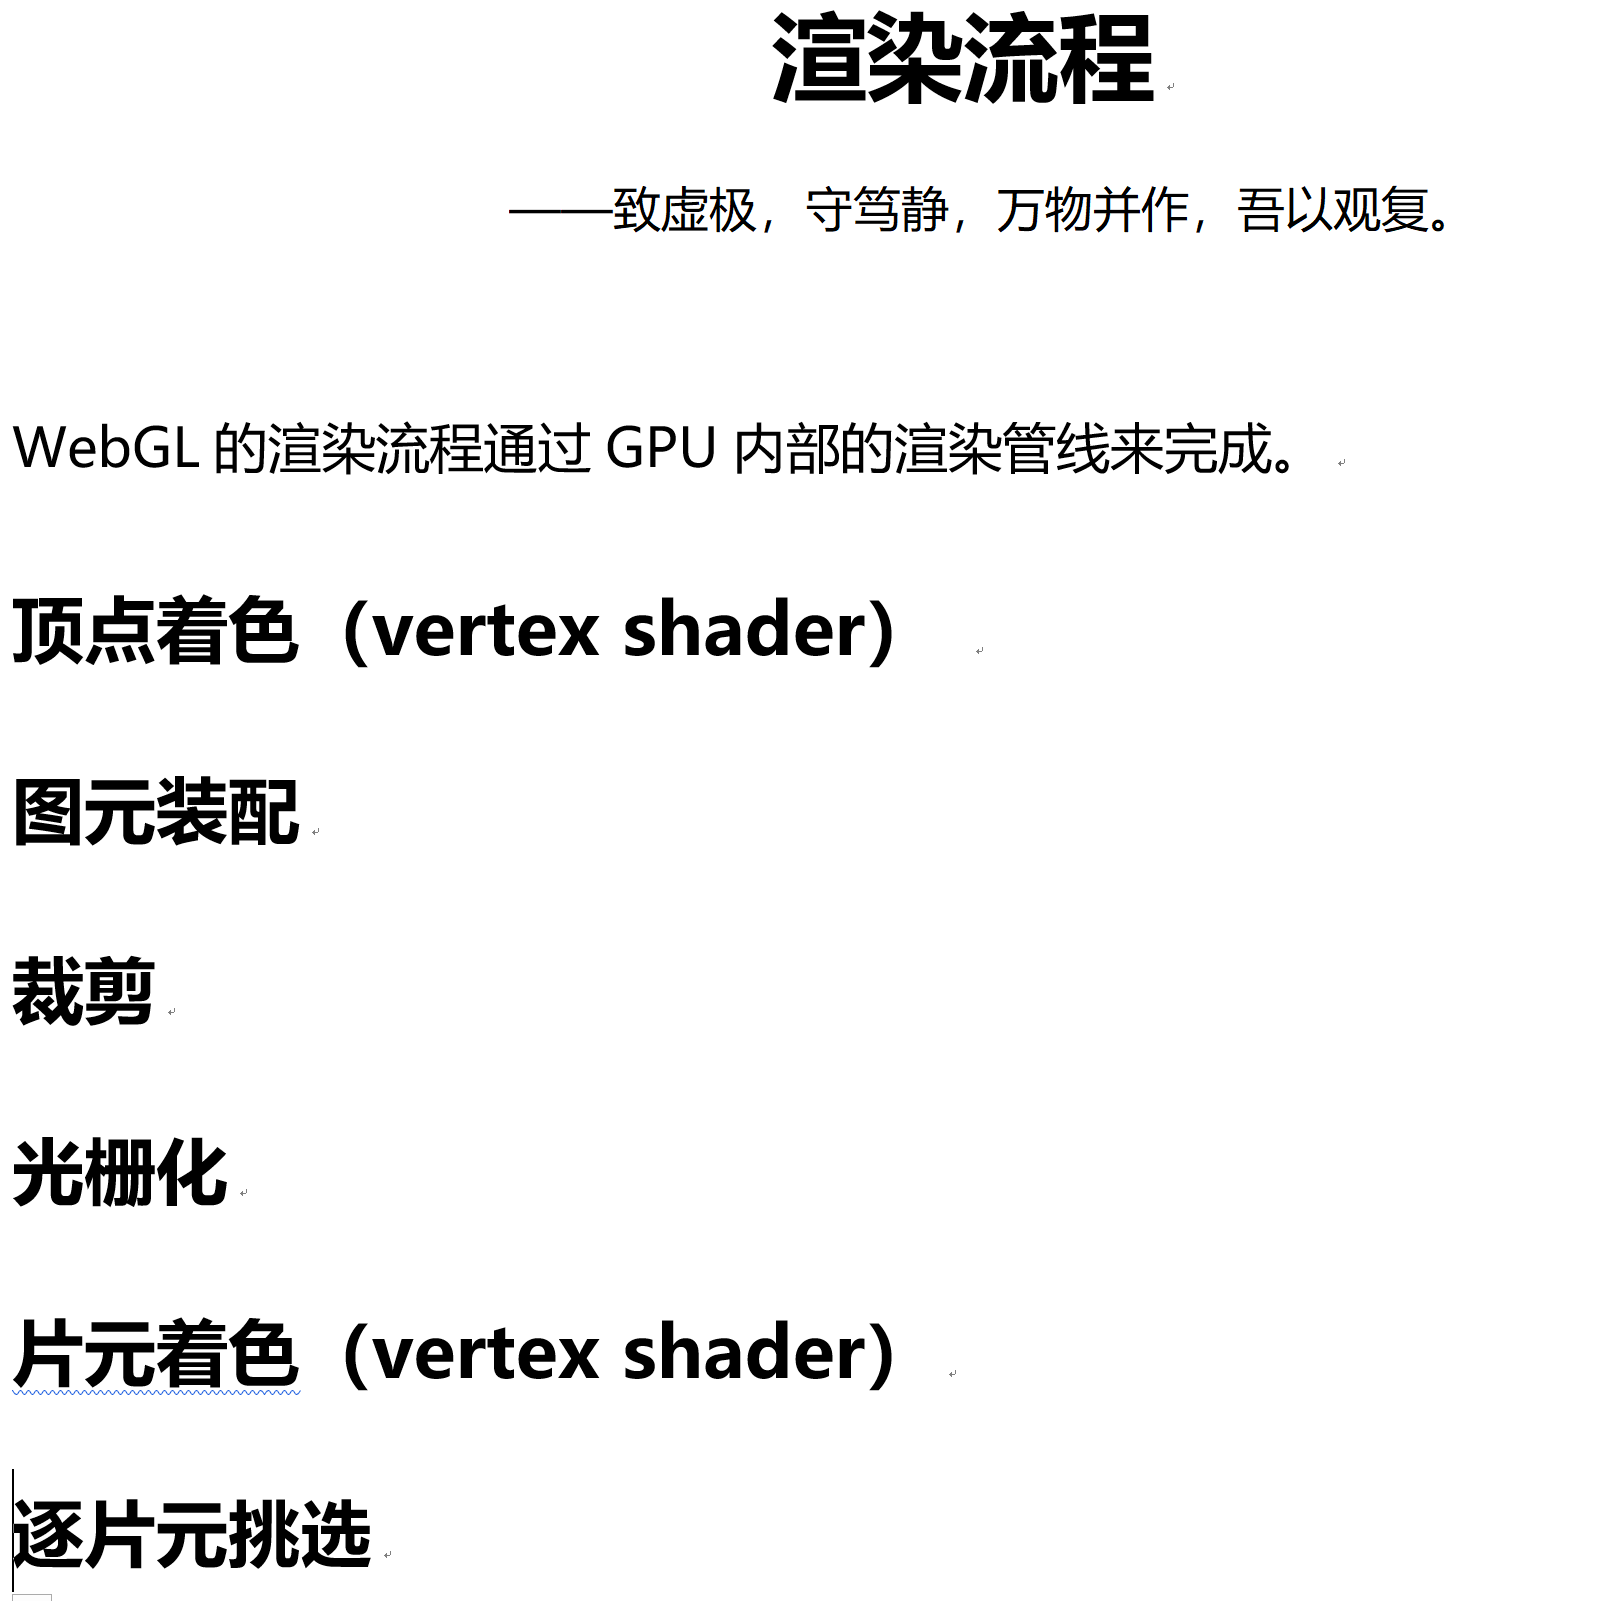 渲染流程
——致虚极，守笃静，万物并作，吾以观复。
WebGL 的渲染流程通过 GPU 内部的渲染管线来完成。
顶点着色（vertex shader）
图元装配
裁剪
光栅化
片元着色（vertex shader）
逐片元挑选